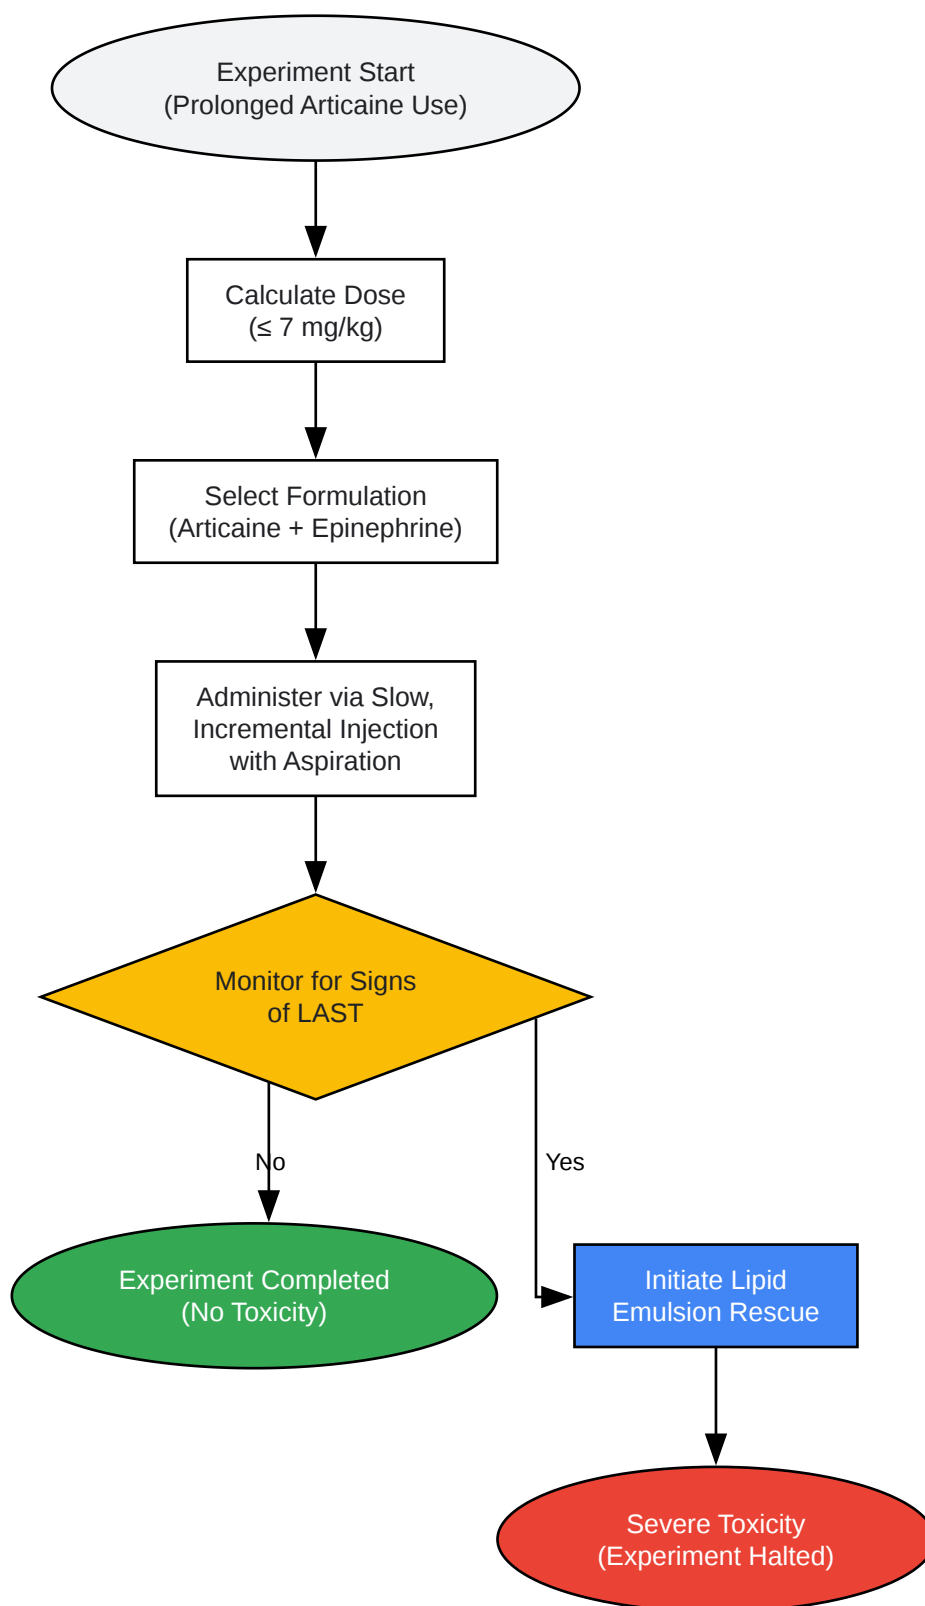 Experiment Start
(Prolonged Articaine Use)
Calculate Dose
(≤ 7 mg/kg)
Select Formulation
(Articaine + Epinephrine)
Administer via Slow,
Incremental Injection
with Aspiration
Monitor for Signs
of LAST
No
Yes
Experiment Completed
(No Toxicity)
Initiate Lipid
Emulsion Rescue
Severe Toxicity
(Experiment Halted)